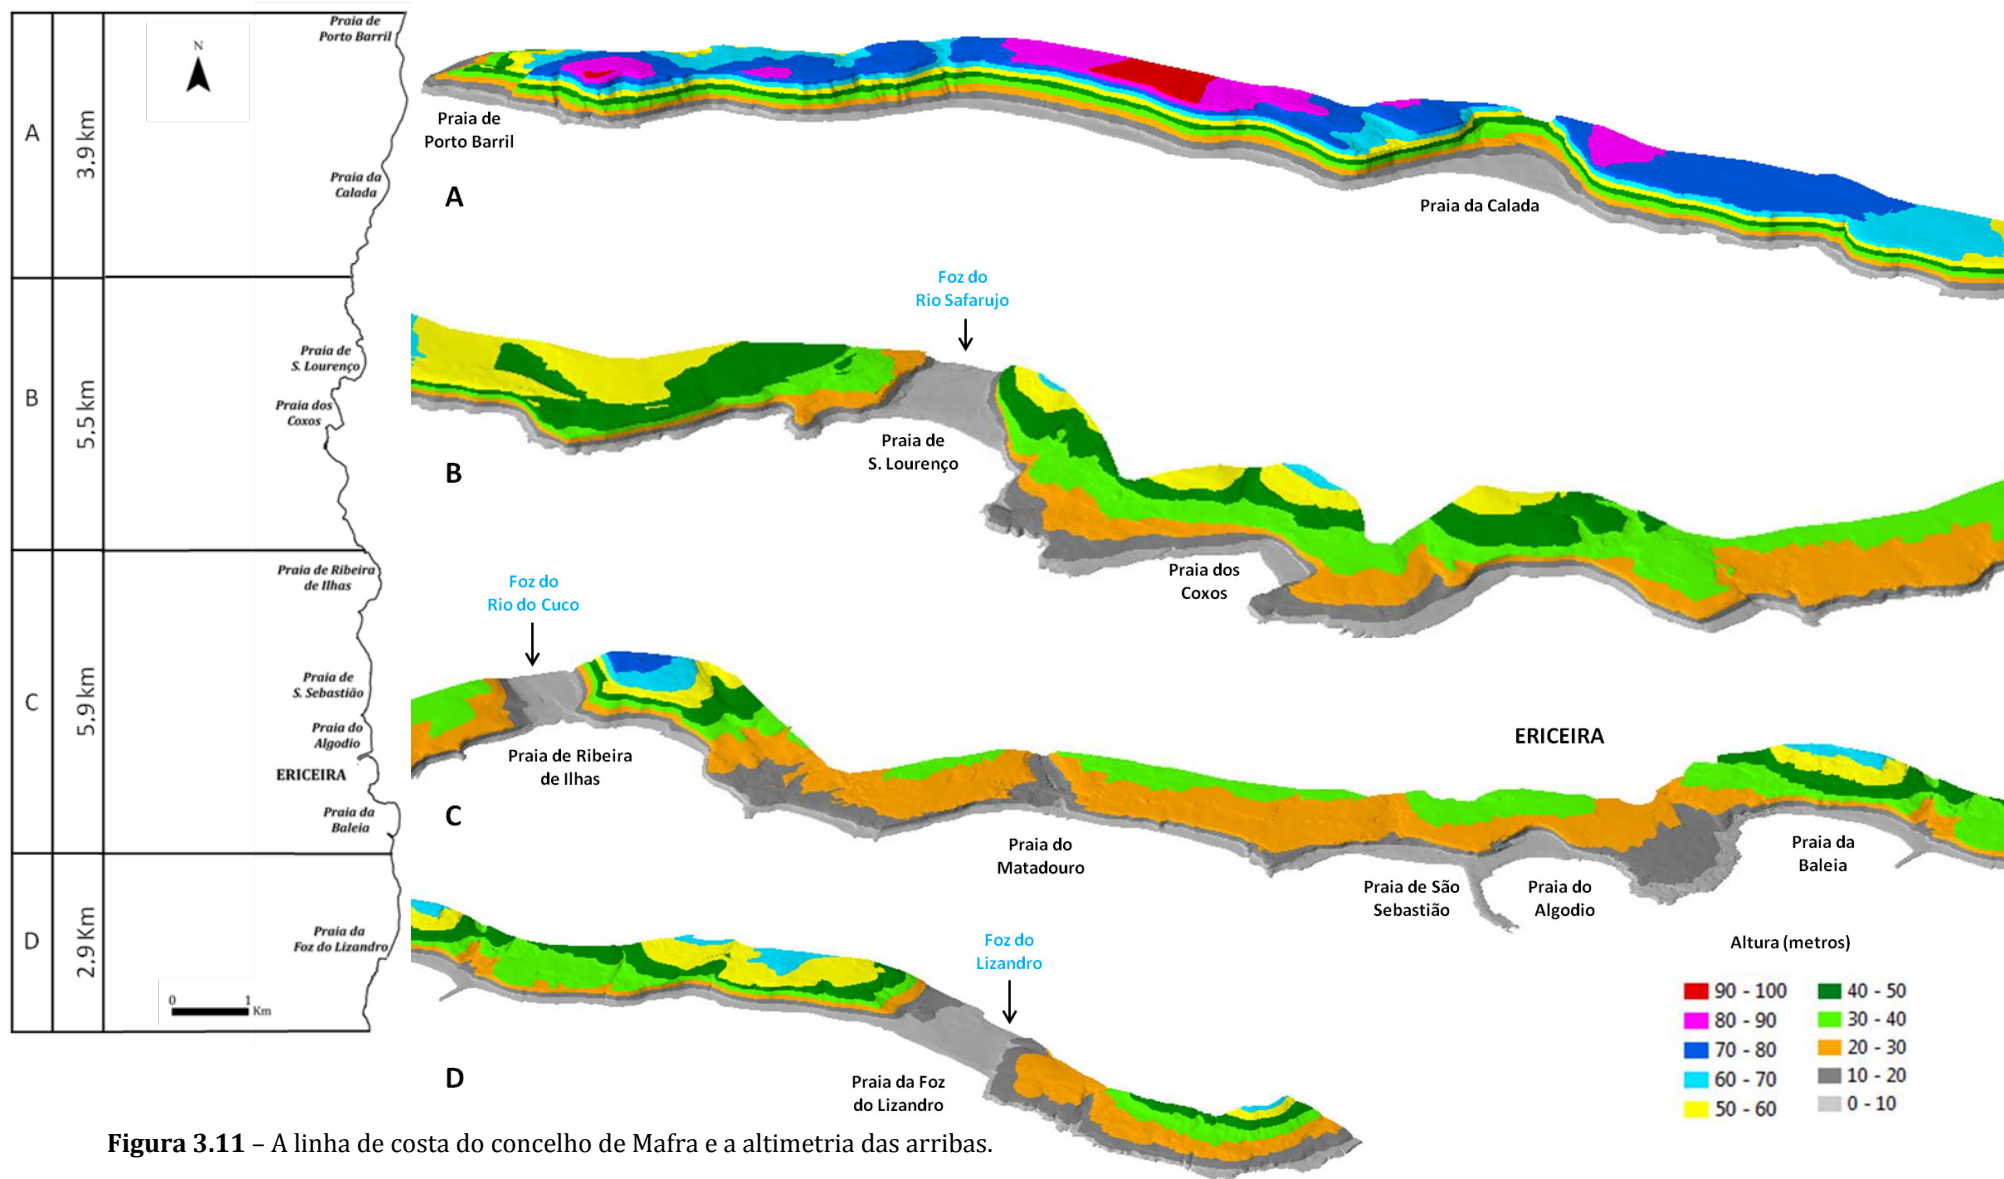 A
3.9 km
N
Praia de
Porto Barril
Praia da
Calada
B
5.5 km
Praia de
S. Lourenço
Praia dos
Coxos
C
5.9 km
Praia de Ribeira
de Ilhas
Praia de
S. Sebastião
Praia do
Algodio
ERICEIRA
Praia da
Baleia
D
2.9 Km
Praia da
Foz do Lizandro
0 1
Km
Praia de
Porto Barril
A
Praia da Calada
Foz do
Rio Safarujo
Praia de
S. Lourenço
B
Praia dos
Coxos
Foz do
Rio do Cuco
Praia de Ribeira
de Ilhas
C
ERICEIRA
Praia do
Matadouro
Praia de São
Sebastião
Praia do
Algodio
Praia da
Baleia
Foz do
Lizandro
D
Praia da Foz
do Lizandro
Altura (metros)
90 - 100
80 - 90
70 - 80
60 - 70
50 - 60
40 - 50
30 - 40
20 - 30
10 - 20
0 - 10
Figura 3.11 – A linha de costa do concelho de Mafra e a altimetria das arribas.